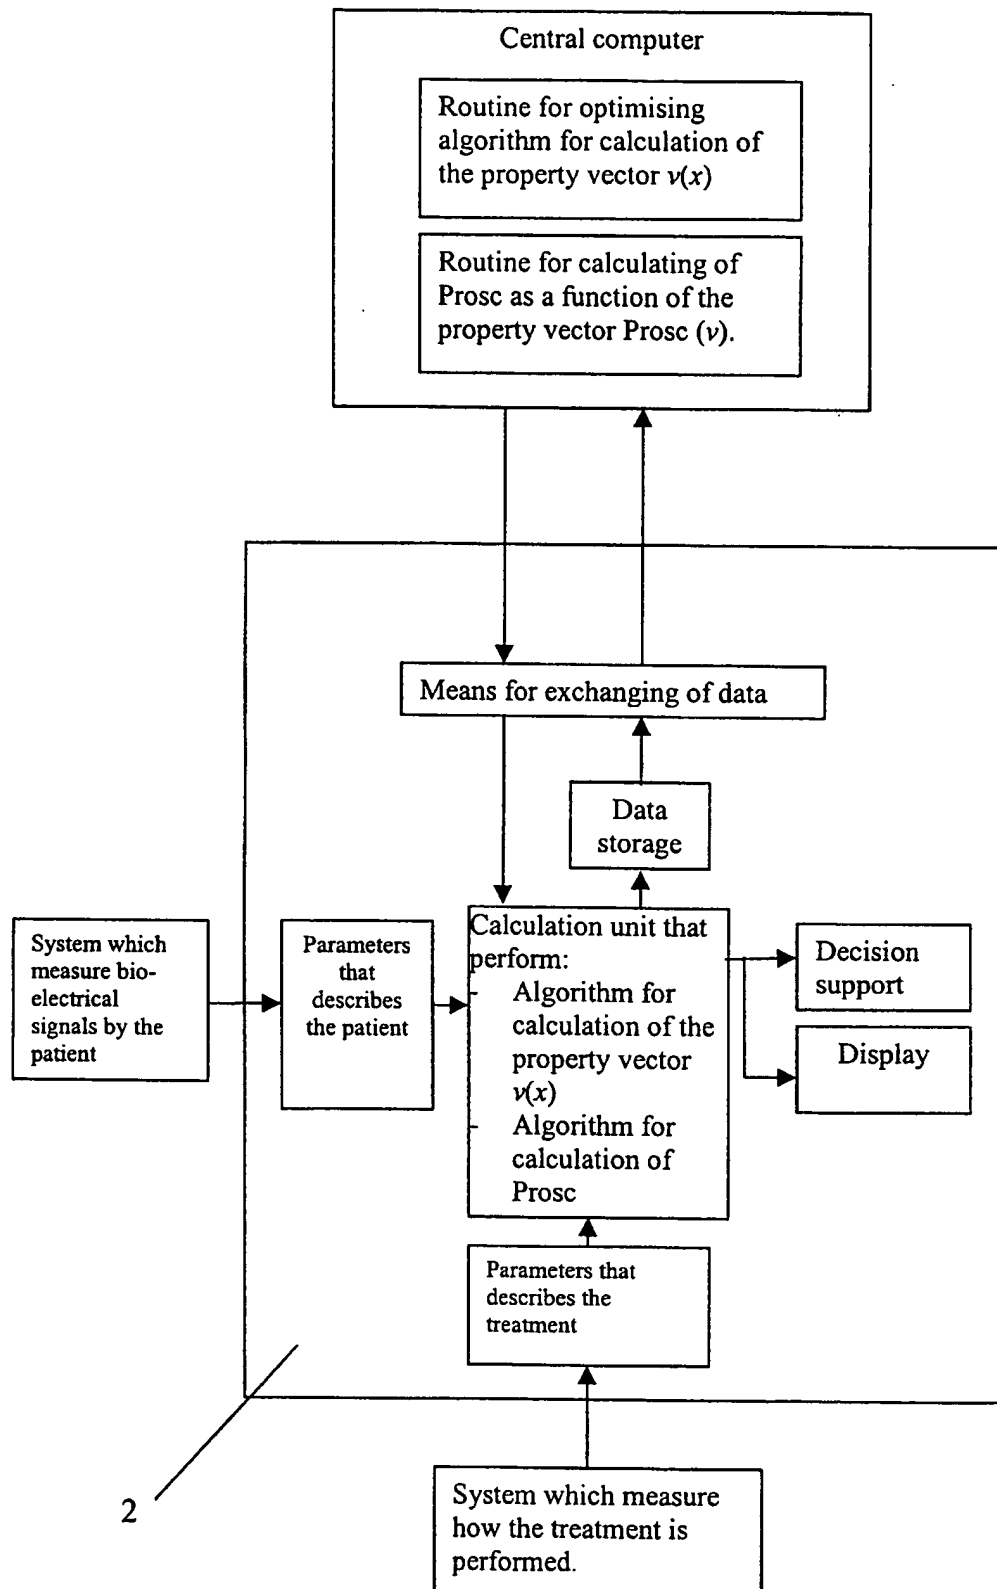 Central computer
Routine for optimising
algorithm for calculation of
the property vector v(x)
Routine for calculating of
Prosc as a function of the
property vector Prosc (v).
Means for exchanging of data
Data
storage
System which
measure bio-
electrical
signals by the
patient
Parameters
that
describes
the patient
Calculation unit that
perform:
- Algorithm for
calculation of the
property vector
v(x)
- Algorithm for
calculation of
Prosc
Decision
support
Display
Parameters that
describes the
treatment
2
System which measure
how the treatment is
performed.